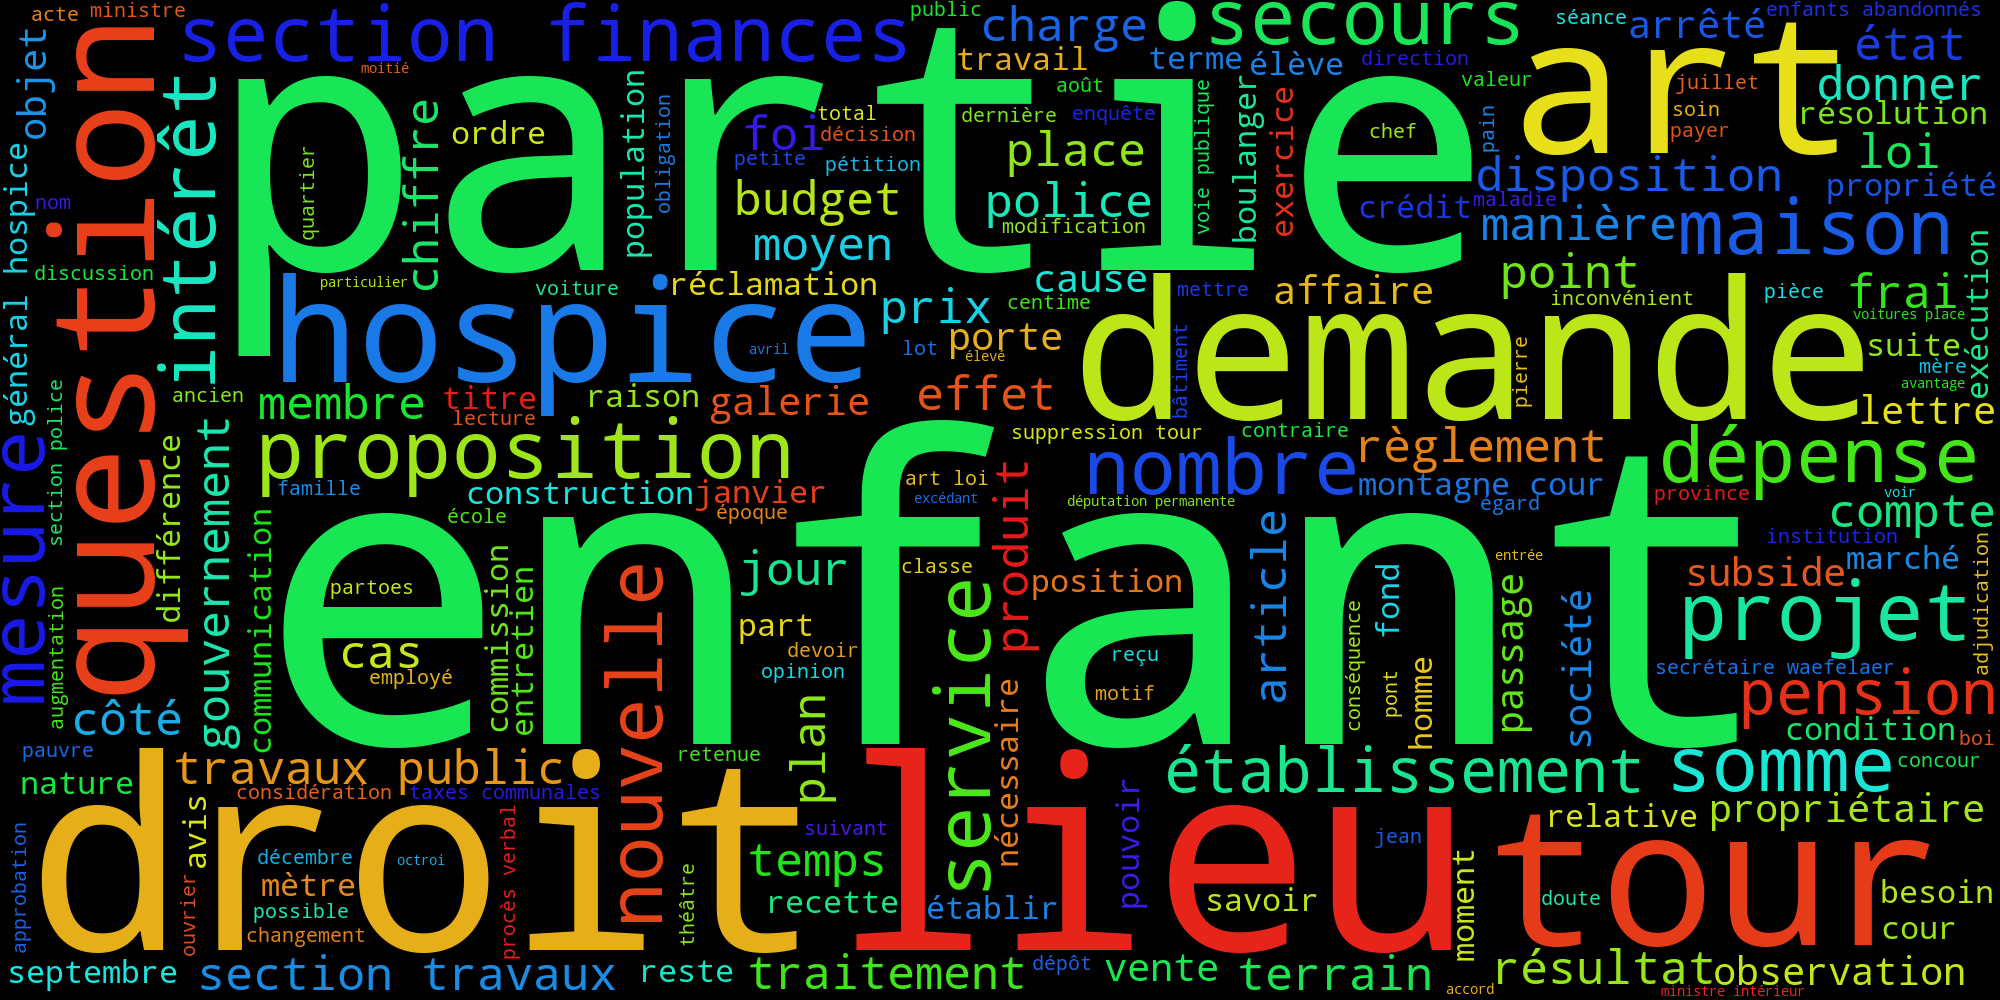 acte
ministre
section finances
public
charge
secours
séance
arrêté
enfants abandonnés
état
objet
question
moitié
travail
terme
élève
direction
valeur
juillet
donner
intérêt
partie
art
août
population
obligation
chiffre
ordre
quartier
foi
total
décision
petite
pétition
dernière
enquête
place
voie publique
boulanger
exercice
chef
pain
soin
payer
résolution
loi
budget
police
modification
crédit
maladie
disposition
propriété
manière
maison
moyen
général hospice
nom
discussion
particulier
voiture
réclamation
cause
centime
mettre
affaire
point
inconvénient
pièce
frai
voitures place
exécution
hospice
prix
porte
lot
élevé
avril
demande
bâtiment
pierre
suite
mère
avantage
lettre
ancien
membre
titre
lecture
raison
galerie
effet
mesure
section police
différence
gouvernement
proposition
suppression tour
contraire
nombre
règlement
dépense
famille
construction
janvier
art loi
excédant
produit
députation permanente
montagne cour
égard
province
voir
compte
école
époque
enfant
communication
commission
entretien
partoes
cas
employé
nouvelle
jour
classe
position
article
entrée
institution
marché
adjudication
subside
projet
part
devoir
opinion
service
reçu
motif
conséquence
fond
pont
homme
passage
société
secrétaire waefelaer
pension
augmentation
côté
pauvre
nature
travaux public
considération
taxes communales
retenue
plan
nécessaire
établissement
somme
condition
boi
concour
droit
lieu
tour
approbation
avis
ouvrier
décembre
mètre
possible
changement
octroi
procès verbal
théâtre
suivant
temps
recette
établir
pouvoir
savoir
jean
moment
relative
propriétaire
doute
besoin
cour
septembre
section travaux
reste
traitement
dépôt
vente
terrain
accord
résultat
observation
ministre intérieur